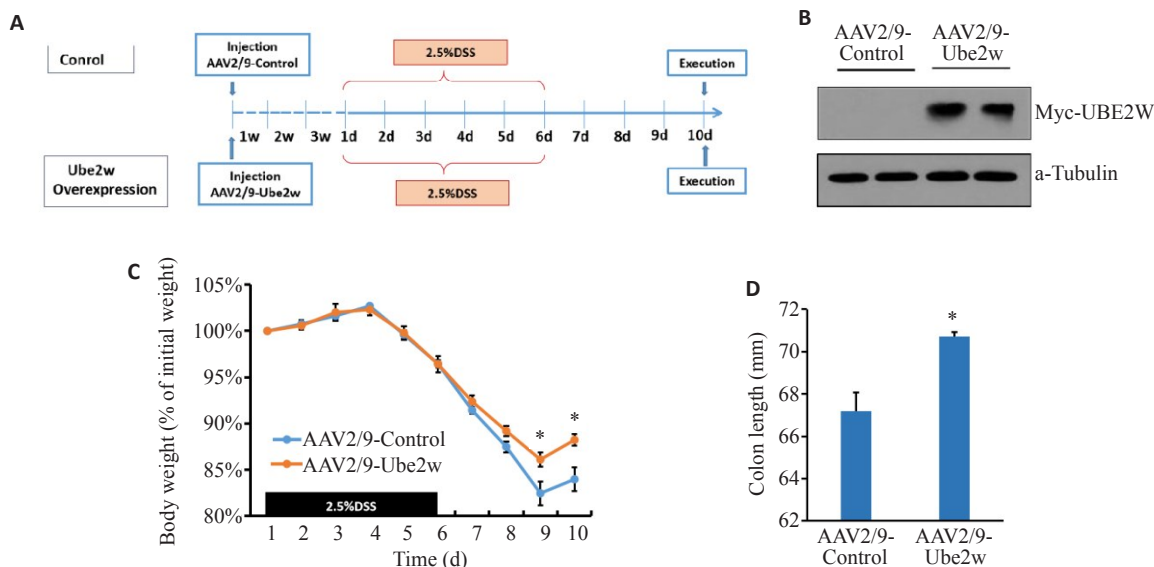 A
Conrol
Injection
AAV2/9-Control
2.5%DSS
Execution
1w 2w 3w 1d 2d 3d 4d 5d 6d 7d 8d 9d 10d
Ube2w
Overexpression
Injection
AAV2/9-Ube2w
2.5%DSS
Execution
B
AAV2/9-
Control
AAV2/9-
Ube2w
Myc-UBE2W
a-Tubulin
C
Body weight (% of initial weight)
105%
100%
95%
90%
85%
80%
* *
AAV2/9-Control
AAV2/9-Ube2w
2.5%DSS
1 2 3 4 5 6 7 8 9 10
Time (d)
D
Colon length (mm)
72
70
68
66
64
62
*
AAV2/9-
Control
AAV2/9-
Ube2w